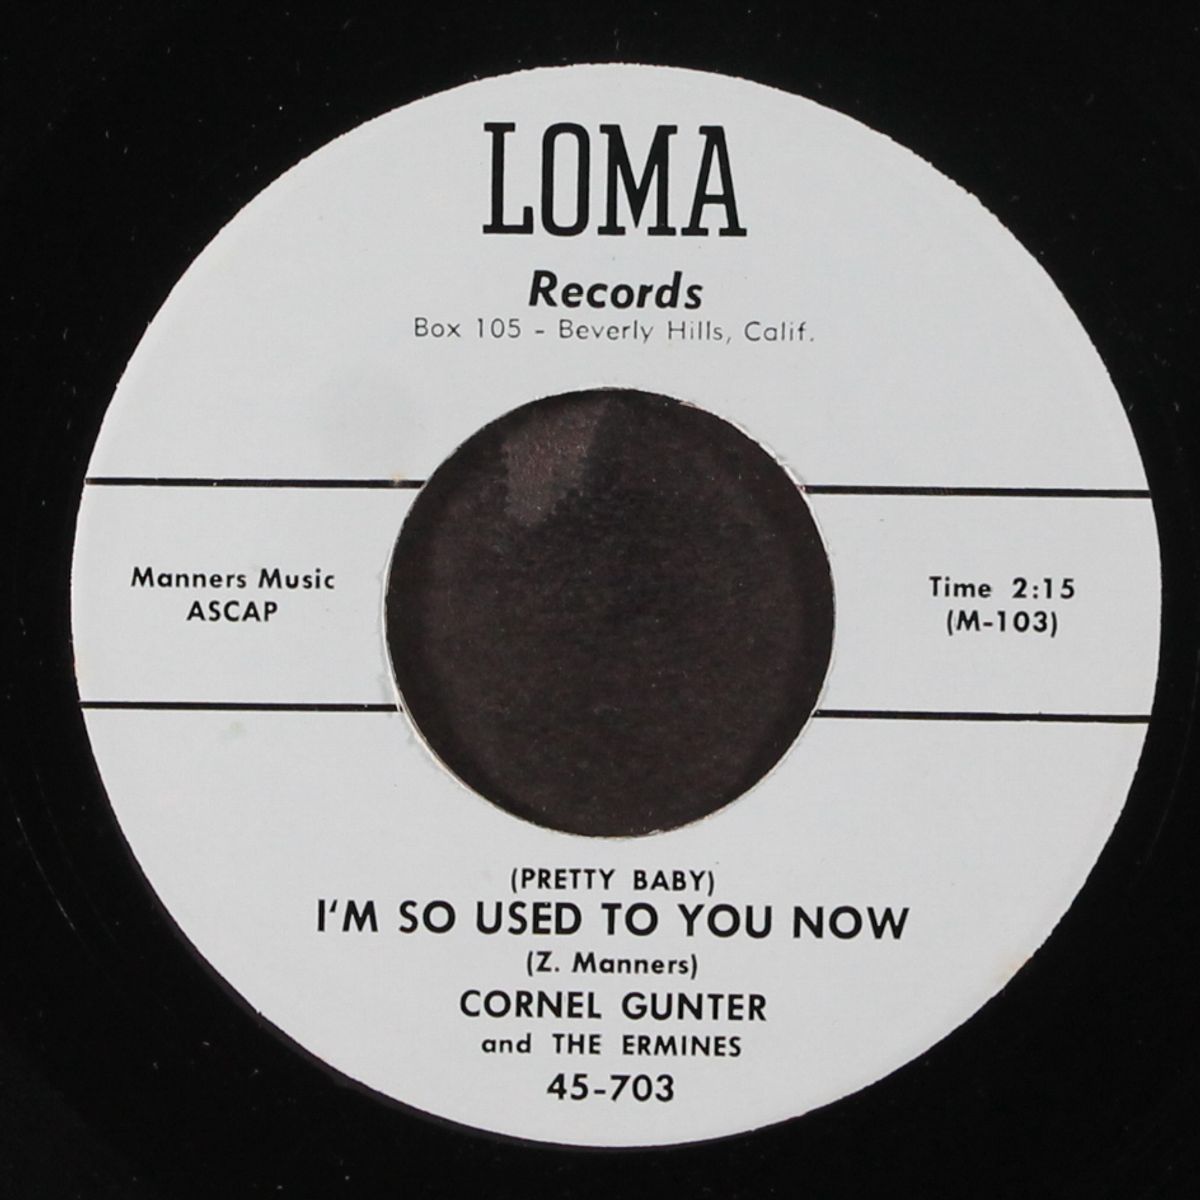 LOMA
Records
Box 105 - Beverly Hills, Calif.
Manners Music
ASCAP
Time 2:15
(M-103)
(PRETTY BABY)
I'M SO USED TO YOU NOW
(Z. Manners)
CORNEL GUNTER
and THE ERMINES
45-703